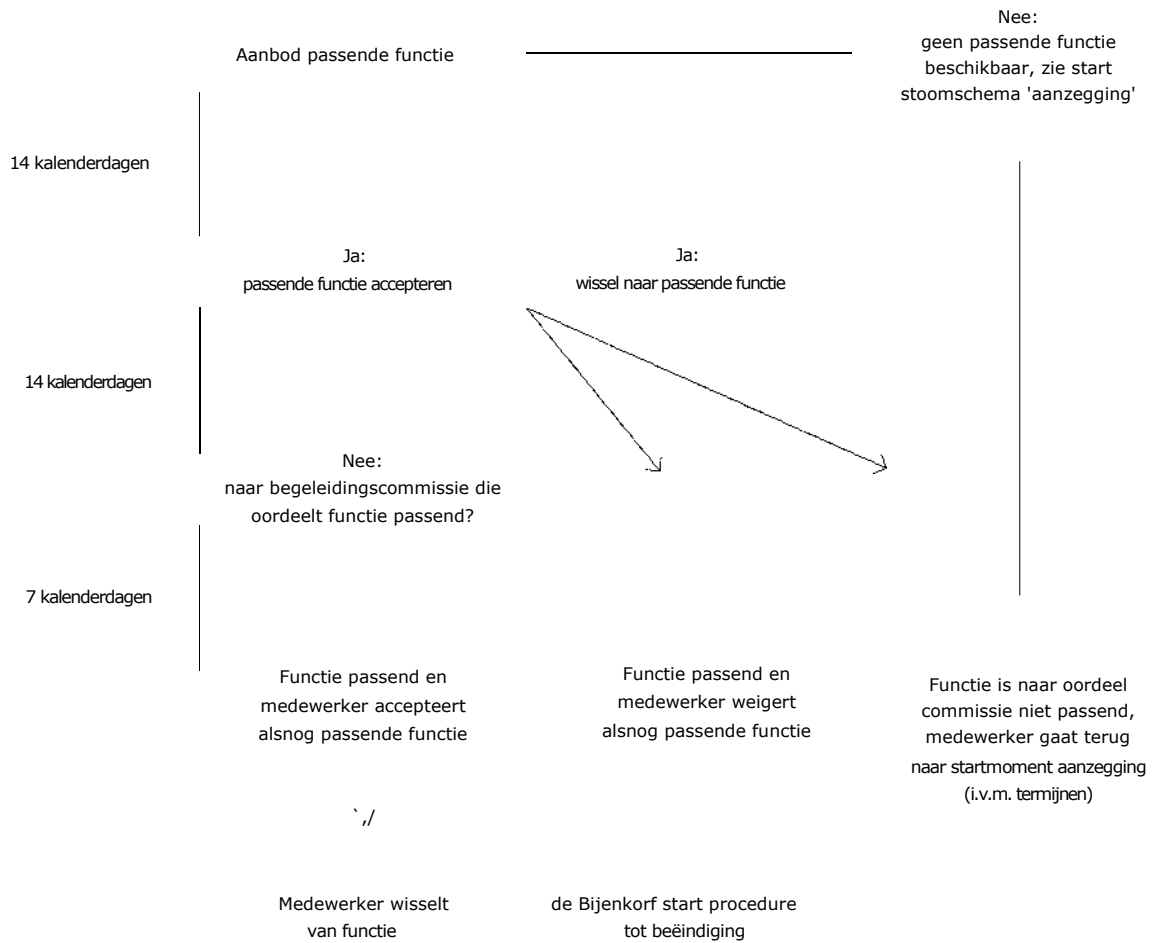 Aanbod passende functie
Nee:
geen passende functie
beschikbaar, zie start
stoomschema 'aanzegging'
14 kalenderdagen
Ja:
passende functie accepteren
Ja:
wissel naar passende functie
14 kalenderdagen
Nee:
naar begeleidingscommissie die
oordeelt functie passend?
7 kalenderdagen
Functie passend en
medewerker accepteert
alsnog passende functie
Functie passend en
medewerker weigert
alsnog passende functie
Functie is naar oordeel
commissie niet passend,
medewerker gaat terug
naar startmoment aanzegging
(i.v.m. termijnen)
`,/
Medewerker wisselt
van functie
de Bijenkorf start procedure
tot beëindiging